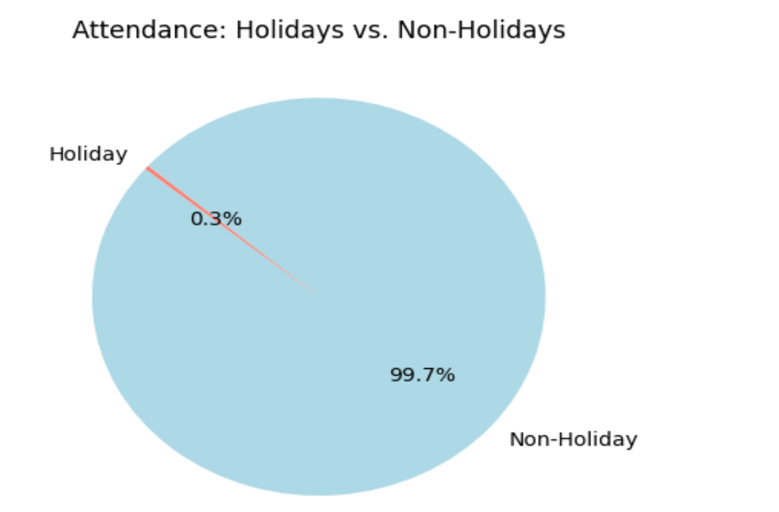 Attendance: Holidays vs. Non-Holidays
Holiday
0.3%
99.7%
Non-Holiday